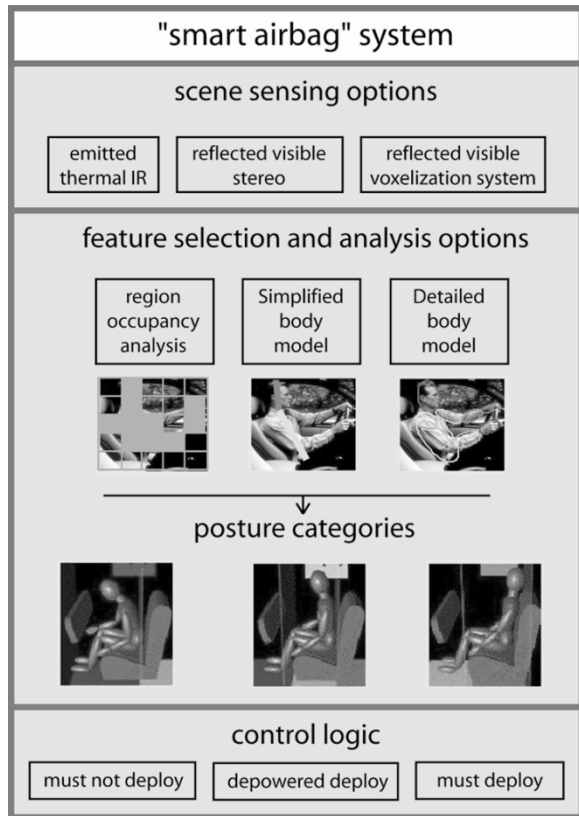 "smart airbag" system
scene sensing options
emitted
thermal IR
reflected visible
stereo
reflected visible
voxelization system
feature selection and analysis options
region
occupancy
analysis
Simplified
body
model
Detailed
body
model
posture categories
control logic
must not deploy
depowered deploy
must deploy